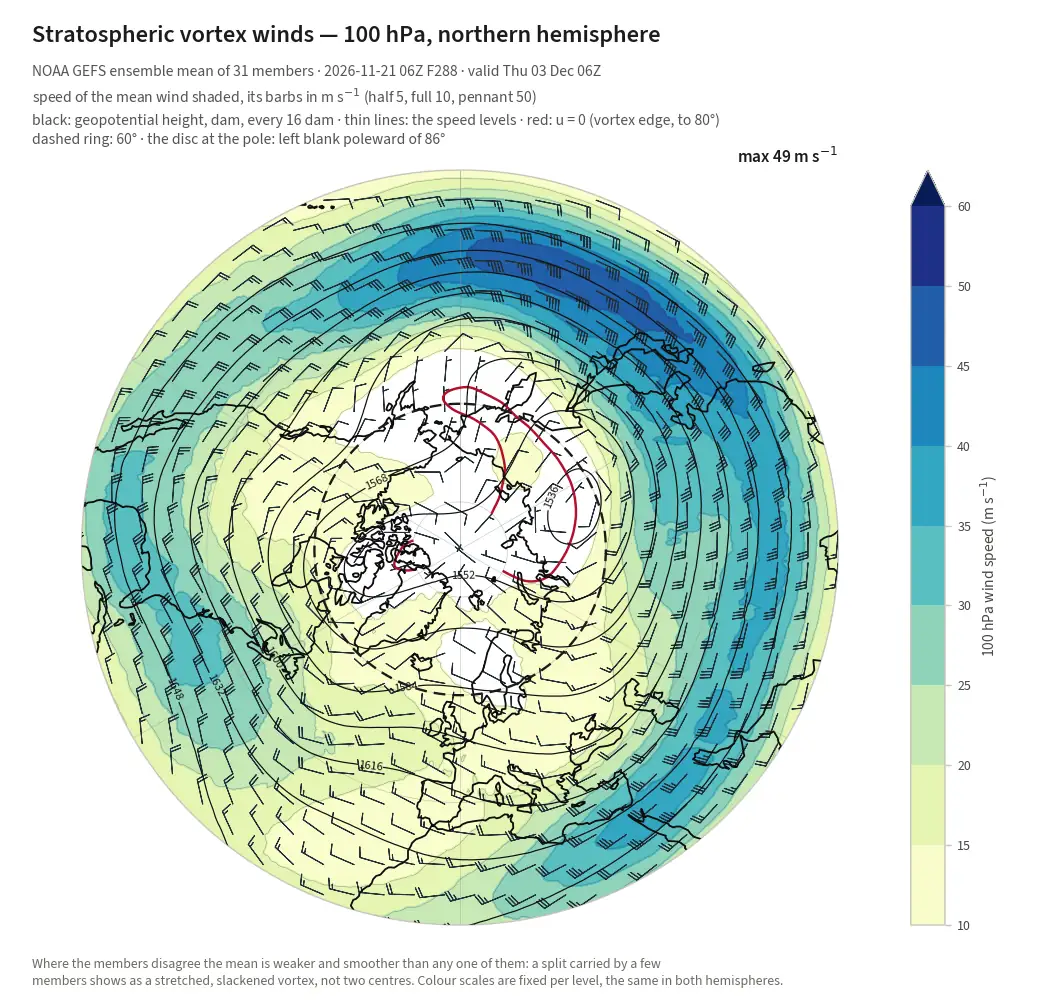 Stratospheric vortex winds — 100 hPa, northern hemisphere
NOAA GEFS ensemble mean of 31 members · 2026-11-21 06Z F288 · valid Thu 03 Dec 06Z
speed of the mean wind shaded, its barbs in m s⁻¹ (half 5, full 10, pennant 50)
black: geopotential height, dam, every 16 dam · thin lines: the speed levels · red: u = 0 (vortex edge, to 80°)
dashed ring: 60° · the disc at the pole: left blank poleward of 86°
max 49 m s⁻¹
60
50
45
40
35
30
25
20
15
10
100 hPa wind speed (m s⁻¹)
1568
1536
1552
1584
1600
1632
1648
1616
Where the members disagree the mean is weaker and smoother than any one of them: a split carried by a few
members shows as a stretched, slackened vortex, not two centres. Colour scales are fixed per level, the same in both hemispheres.